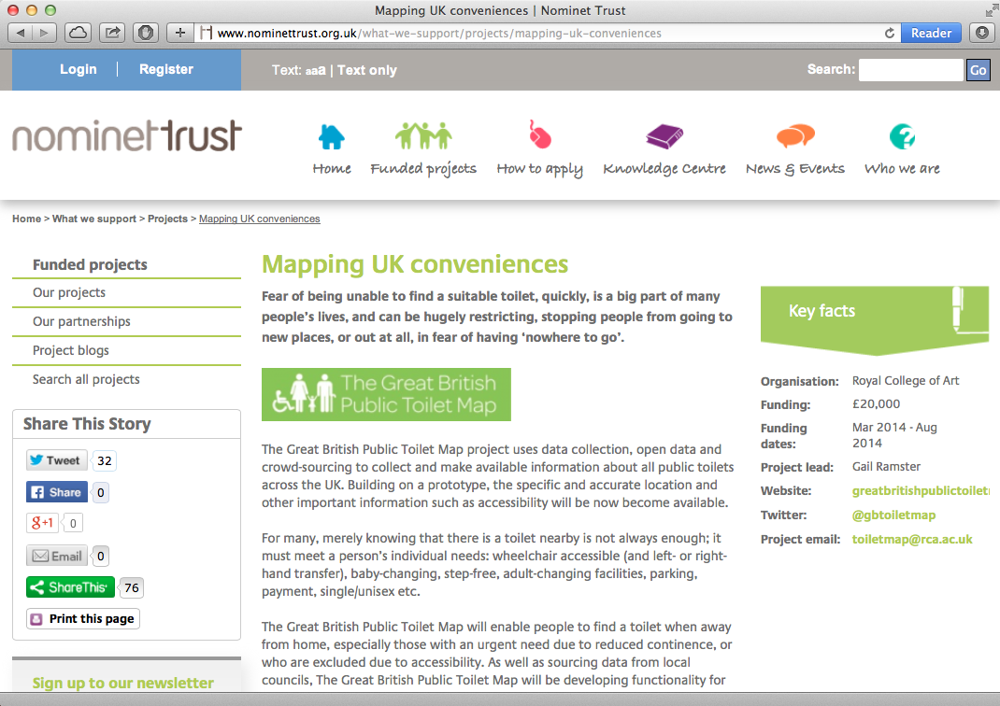 Mapping UK conveniences | Nominet Trust
www.nominettrust.org.uk/what-we-support/projects/mapping-uk-conveniences
Reader
Login | Register
Text: aaa | Text only
Search:
Go
nominettrust
Home
Funded projects
How to apply
Knowledge Centre
News & Events
Who we are
Home > What we support > Projects > Mapping UK conveniences
Funded projects
Our projects
Our partnerships
Project blogs
Search all projects
Share This Story
Tweet 32
Share 0
g+1 0
Email 0
ShareThis 76
Print this page
Sign up to our newsletter
Mapping UK conveniences
Fear of being unable to find a suitable toilet, quickly, is a big part of many
people’s lives, and can be hugely restricting, stopping people from going to
new places, or out at all, in fear of having ‘nowhere to go’.
The Great British
Public Toilet Map
The Great British Public Toilet Map project uses data collection, open data and
crowd-sourcing to collect and make available information about all public toilets
across the UK. Building on a prototype, the specific and accurate location and
other important information such as accessibility will be now become available.
For many, merely knowing that there is a toilet nearby is not always enough; it
must meet a person’s individual needs: wheelchair accessible (and left- or right-
hand transfer), baby-changing, step-free, adult-changing facilities, parking,
payment, single/unisex etc.
The Great British Public Toilet Map will enable people to find a toilet when away
from home, especially those with an urgent need due to reduced continence, or
who are excluded due to accessibility. As well as sourcing data from local
councils, The Great British Public Toilet Map will be developing functionality for
Key facts
Organisation: Royal College of Art
Funding: £20,000
Funding dates: Mar 2014 - Aug 2014
Project lead: Gail Ramster
Website: greatbritishpublictoilet
Twitter: @gbtoiletmap
Project email: toiletmap@rca.ac.uk